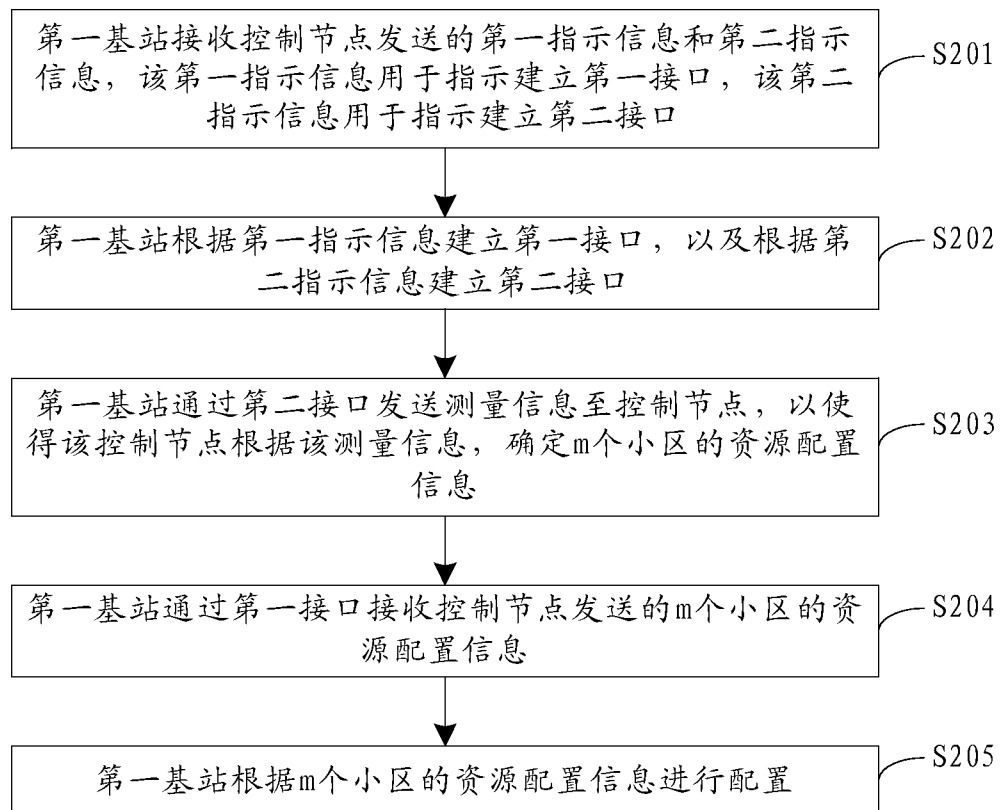 第一基站接收控制节点发送的第一指示信息和第二指示
信息，该第一指示信息用于指示建立第一接口，该第二
指示信息用于指示建立第二接口
S201
第一基站根据第一指示信息建立第一接口，以及根据第
二指示信息建立第二接口
S202
第一基站通过第二接口发送测量信息至控制节点，以使
得该控制节点根据该测量信息，确定m个小区的资源配置
信息
S203
第一基站通过第一接口接收控制节点发送的m个小区的资
源配置信息
S204
第一基站根据m个小区的资源配置信息进行配置
S205